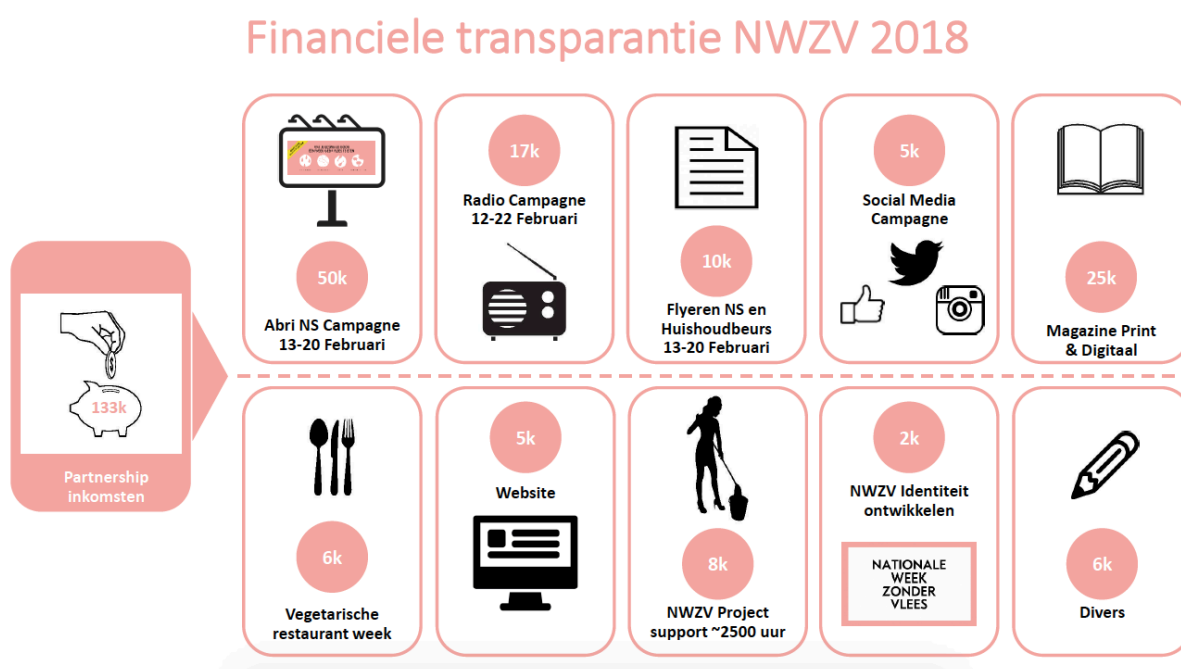 Financiele transparantie NWZV 2018
133k
Partnership
inkomsten
50k
Abri NS Campagne
13-20 Februari
17k
Radio Campagne
12-22 Februari
10k
Flyeren NS en
Huishoudbeurs
13-20 Februari
5k
Social Media
Campagne
25k
Magazine Print
& Digitaal
6k
Vegetarische
restaurant week
5k
Website
8k
NWZV Project
support ~2500 uur
2k
NWZV Identiteit
ontwikkelen
NATIONALE
WEEK
ZONDER
VLEES
6k
Divers